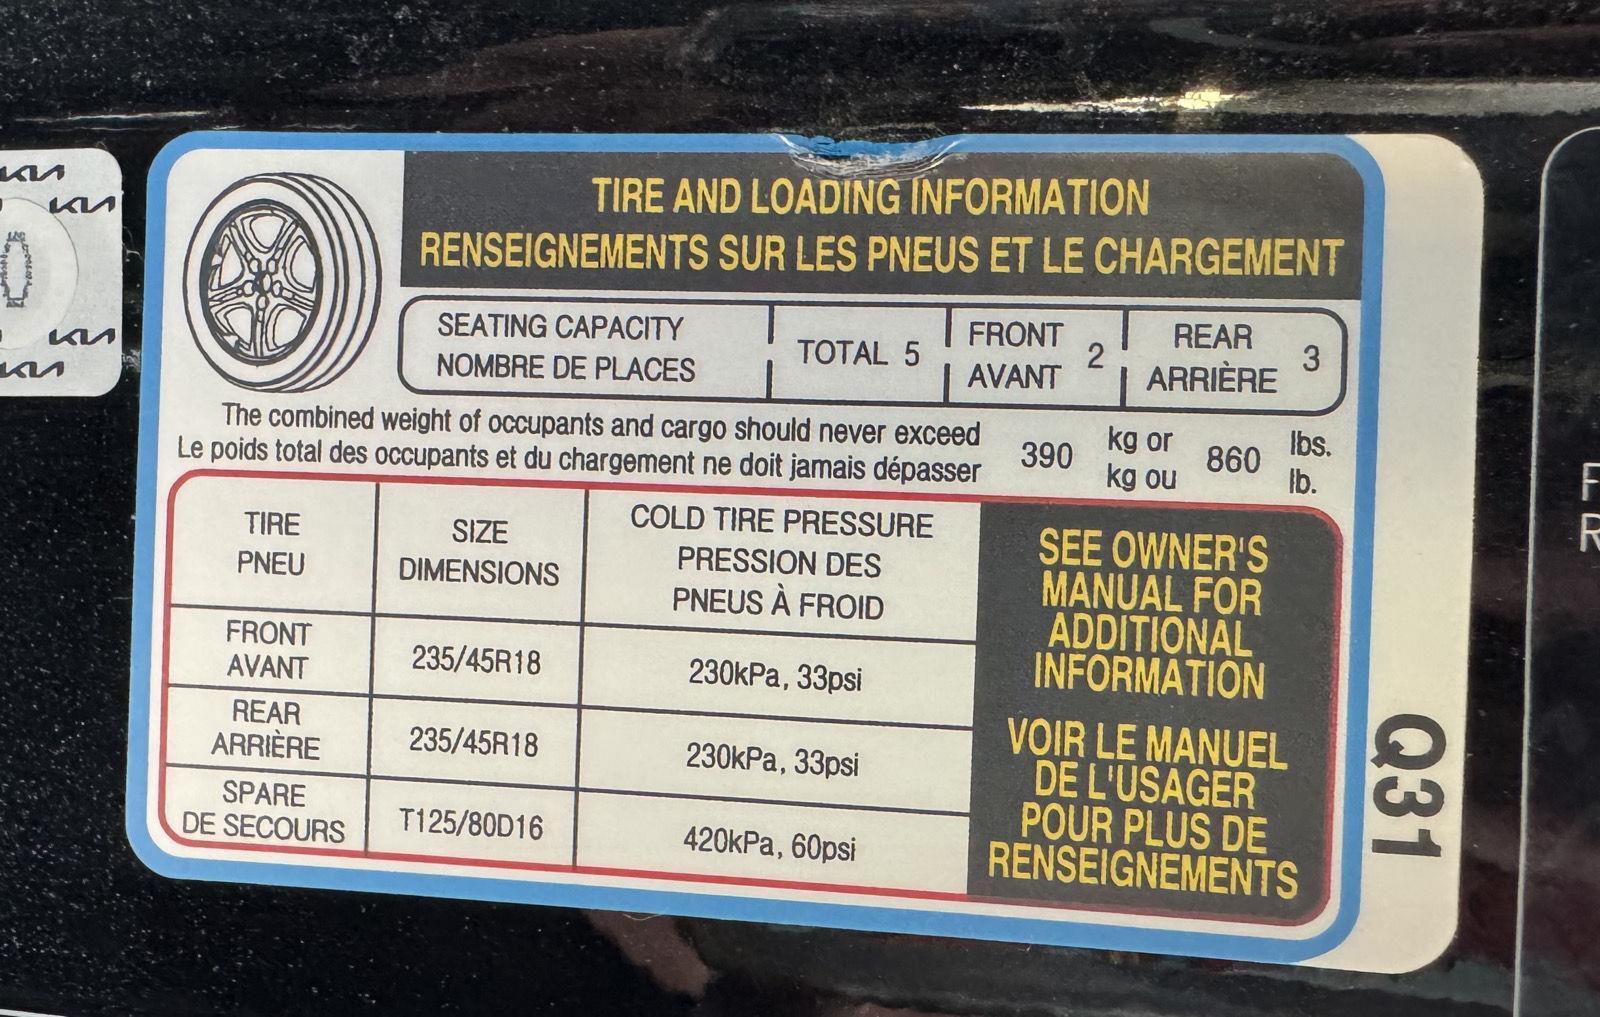 KIA
KIA
KIA
KIA
TIRE AND LOADING INFORMATION
RENSEIGNEMENTS SUR LES PNEUS ET LE CHARGEMENT
SEATING CAPACITY
NOMBRE DE PLACES
TOTAL 5
FRONT
AVANT
2
REAR
ARRIÈRE
3
The combined weight of occupants and cargo should never exceed 390 kg or 860 lbs.
Le poids total des occupants et du chargement ne doit jamais dépasser kg ou lb.
TIRE
PNEU
SIZE
DIMENSIONS
COLD TIRE PRESSURE
PRESSION DES
PNEUS À FROID
FRONT
AVANT
235/45R18
230kPa, 33psi
REAR
ARRIÈRE
235/45R18
230kPa, 33psi
SPARE
DE SECOURS
T125/80D16
420kPa, 60psi
SEE OWNER'S
MANUAL FOR
ADDITIONAL
INFORMATION
VOIR LE MANUEL
DE L'USAGER
POUR PLUS DE
RENSEIGNEMENTS
Q31